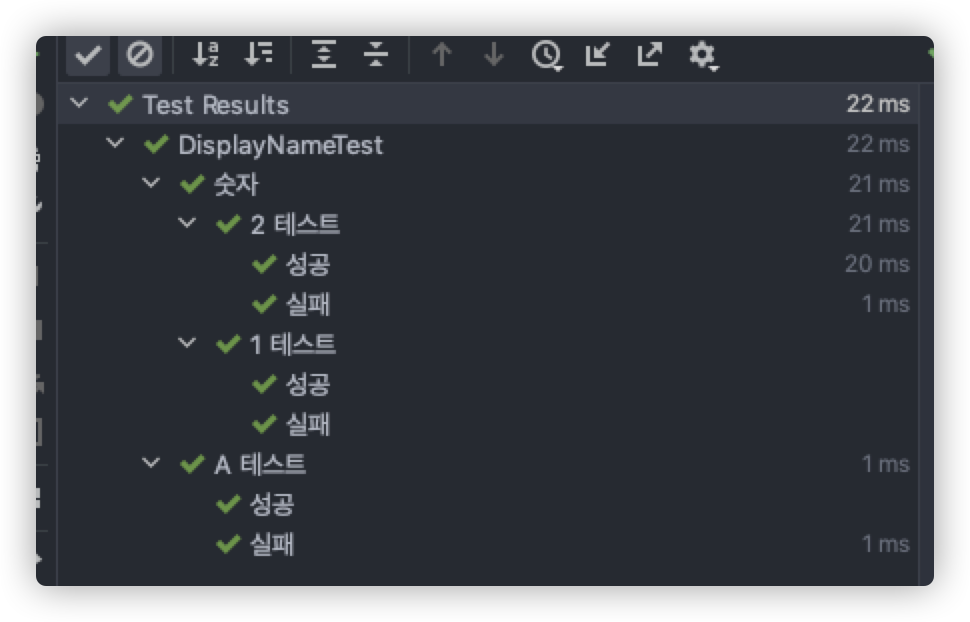 Test Results 22 ms
DisplayNameTest 22 ms
숫자 21 ms
2 테스트 21 ms
성공 20 ms
실패 1 ms
1 테스트
성공
실패
A 테스트 1 ms
성공
실패 1 ms